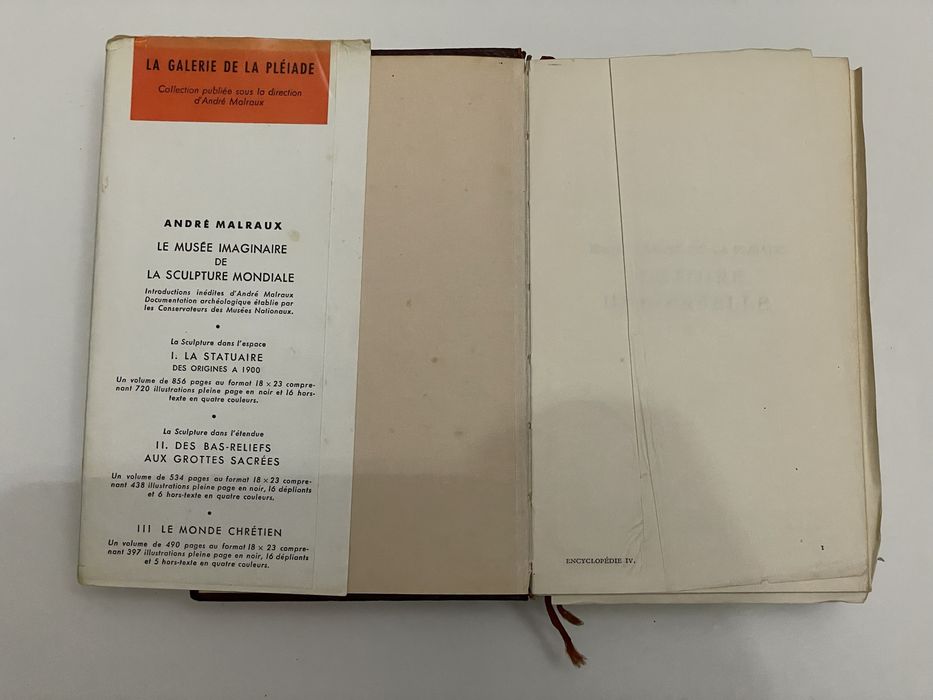 LA GALERIE DE LA PLÉIADE
Collection publiée sous la direction
d'André Malraux
ANDRÉ MALRAUX
LE MUSÉE IMAGINAIRE
DE
LA SCULPTURE MONDIALE
Introductions inédites d'André Malraux
Documentation archéologique établie par
les Conservateurs des Musées Nationaux.
•
La Sculpture dans l'espace
I. LA STATUAIRE
DES ORIGINES A 1900
Un volume de 856 pages au format 18 × 23 compre-
nant 720 illustrations pleine page en noir et 16 hors-
texte en quatre couleurs.
•
La Sculpture dans l'étendue
II. DES BAS-RELIEFS
AUX GROTTES SACRÉES
Un volume de 534 pages au format 18 × 23 compre-
nant 438 illustrations pleine page en noir, 16 dépliants
et 6 hors-texte en quatre couleurs.
•
III LE MONDE CHRÉTIEN
Un volume de 490 pages au format 18 × 23 compre-
nant 397 illustrations pleine page en noir, 16 dépliants
et 5 hors-texte en quatre couleurs.
ENCYCLOPÉDIE IV.
1